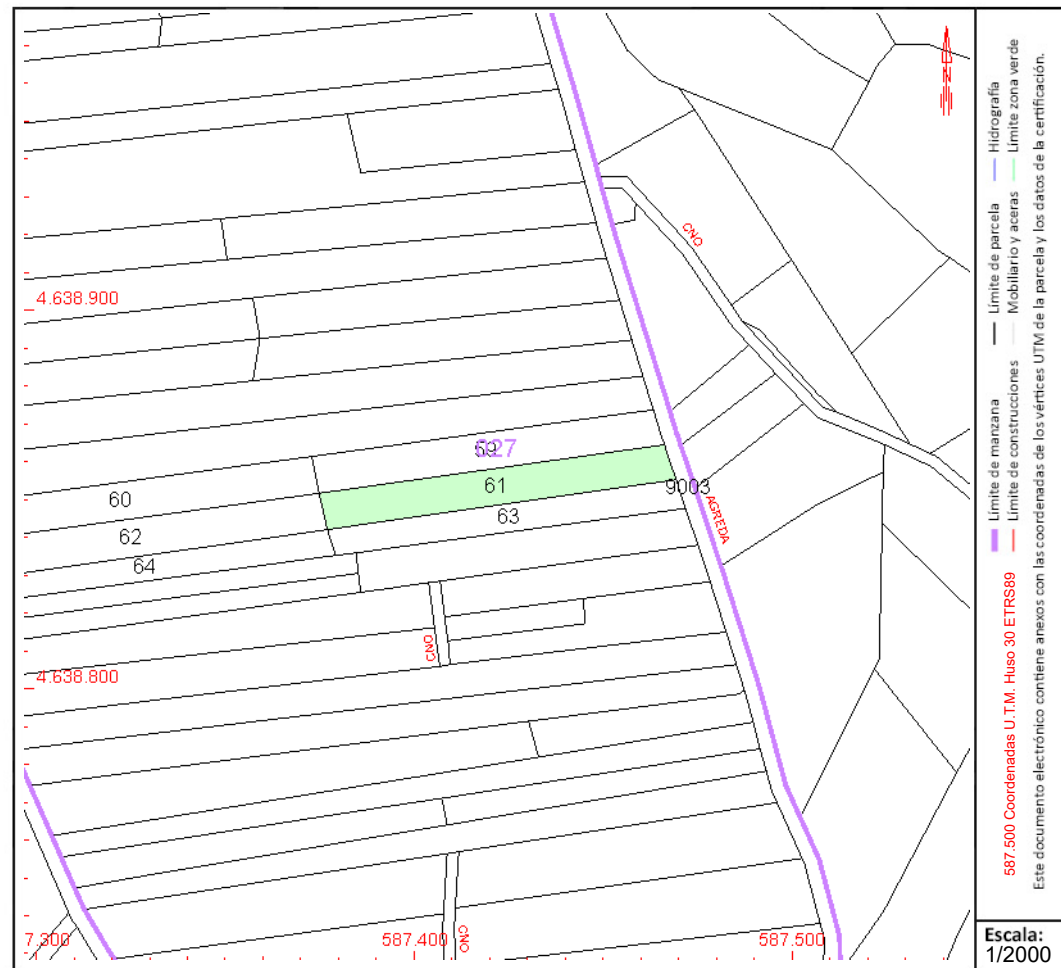 CNO
4.638.900
59
027
61
9003
60
63
AGREDA
62
64
CNO
4.638.800
7.300
587.400
587.500
CNO
N
Límite de manzana
Límite de parcela
Hidrografía
Límite de construcciones
Mobiliario y aceras
Límite zona verde
587.500 Coordenadas U.T.M. Huso 30 ETRS89
Este documento electrónico contiene anexos con las coordenadas de los vértices UTM de la parcela y los datos de la certificación.
Escala:
1/2000